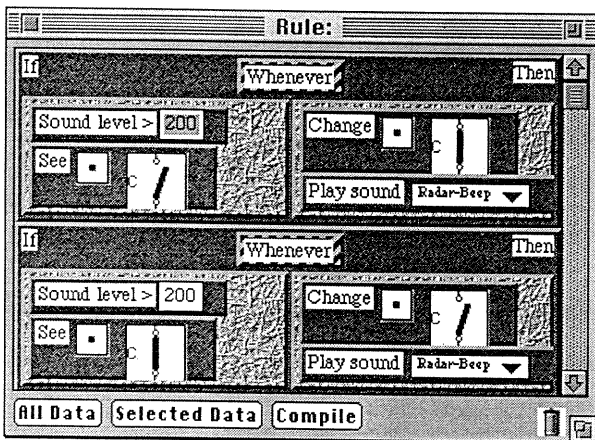 Rule:
If Whenever Then
Sound level > 200
See
C
Change
C
Play sound Radar-Beep
If Whenever Then
Sound level > 200
See
C
Change
C
Play sound Radar-Beep
All Data Selected Data Compile